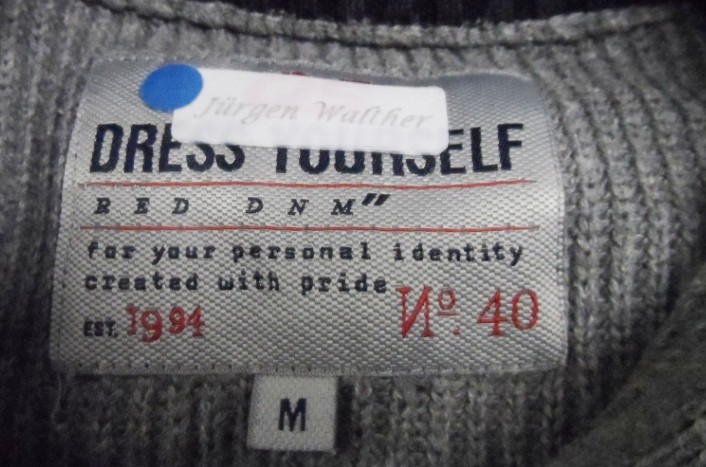 Jürgen Walther
DRESS YOURSELF
RED DNM"
for your personal identity
created with pride
EST. 1994
Nº. 40
M